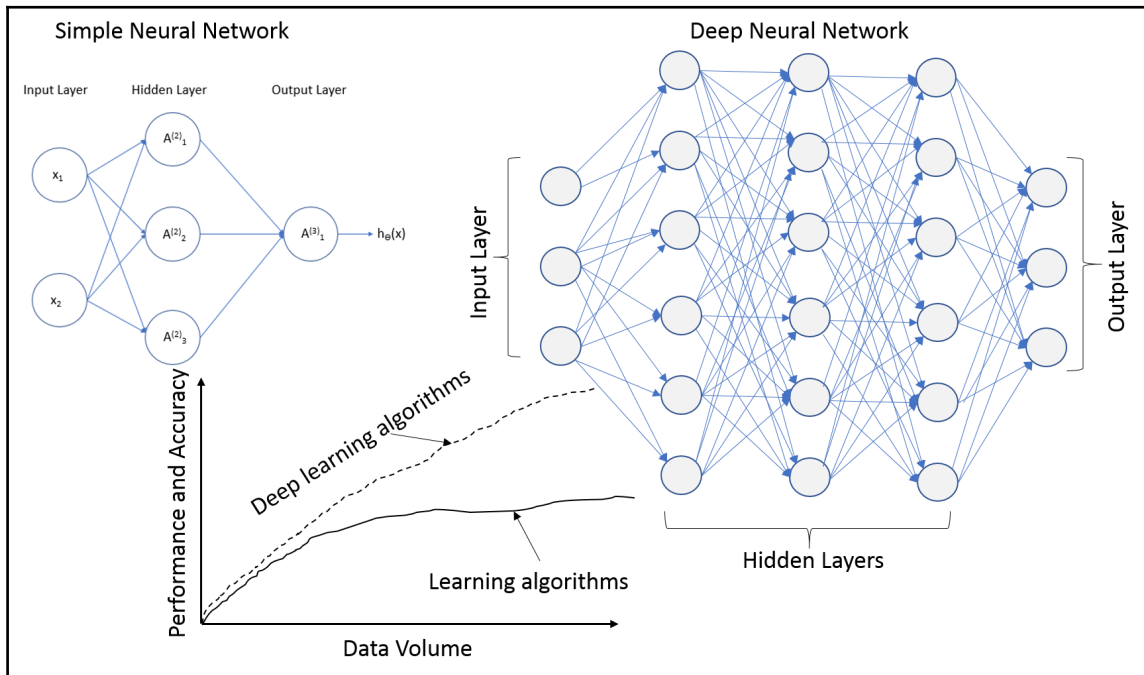 Simple Neural Network
Deep Neural Network
Input Layer
Hidden Layer
Output Layer
x₁
x₂
A⁽²⁾₁
A⁽²⁾₂
A⁽²⁾₃
A⁽³⁾₁
hɵ(x)
Input Layer
Output Layer
Hidden Layers
Performance and Accuracy
Deep learning algorithms
Learning algorithms
Data Volume